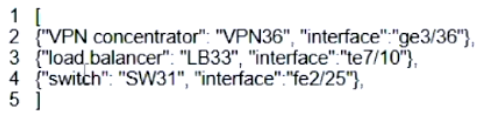 1 [
2 {"VPN concentrator": "VPN36", "interface":"ge3/36"},
3 {"load balancer": "LB33", "interface":"te7/10"},
4 {"switch": "SW31", "interface":"fe2/25"},
5 ]